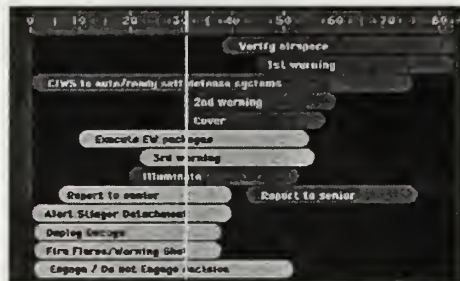 0 10 20 30 40 50 60 70 80
Verify airspace
1st warning
CIWS to auto/ready self defense systems
2nd warning
Cover
Execute EW packages
3rd warning
Illuminate
Report to senior Report to senior
Alert Stinger Detachment
Deploy Decoys
Fire Flares/Warning Shot
Engage / Do not Engage decision